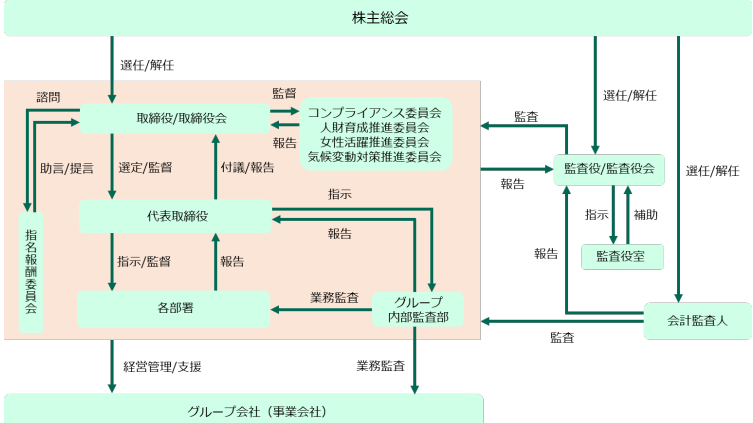 株主総会
選任/解任
選任/解任
選任/解任
諮問
取締役/取締役会
監督
報告
コンプライアンス委員会
人財育成推進委員会
女性活躍推進委員会
気候変動対策推進委員会
監査
報告
監査役/監査役会
助言/提言
選定/監督
付議/報告
指示
報告
代表取締役
指名報酬委員会
指示/監督
報告
指示
補助
監査役室
報告
各部署
業務監査
グループ
内部監査部
会計監査人
監査
経営管理/支援
業務監査
グループ会社（事業会社）